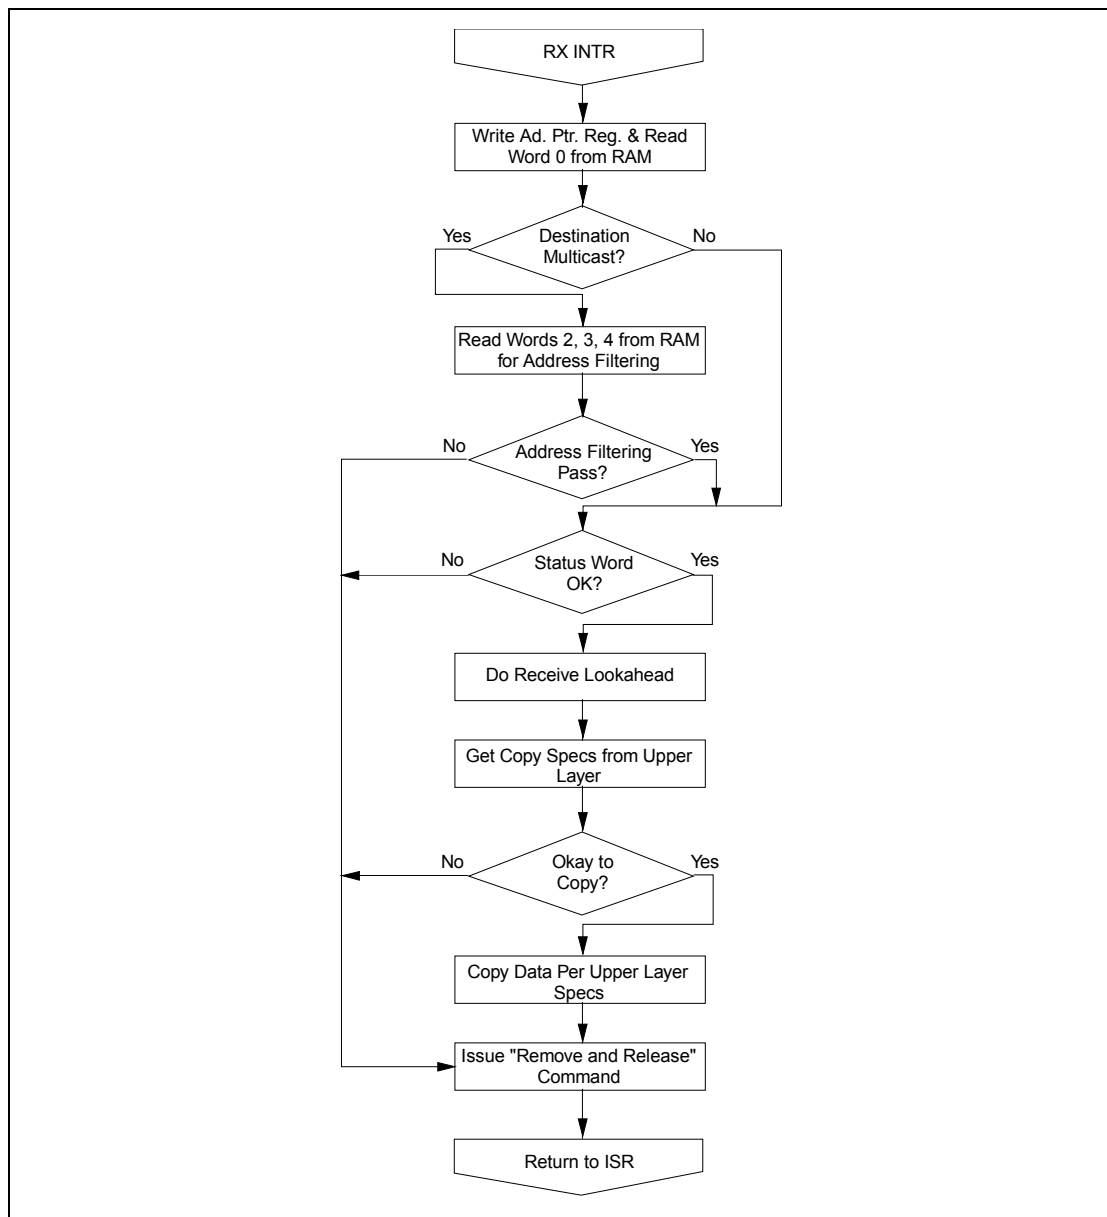 RX INTR
Write Ad. Ptr. Reg. & Read
Word 0 from RAM
Yes
Destination
Multicast?
No
Read Words 2, 3, 4 from RAM
for Address Filtering
No
Address Filtering
Pass?
Yes
No
Status Word
OK?
Yes
Do Receive Lookahead
Get Copy Specs from Upper
Layer
No
Okay to
Copy?
Yes
Copy Data Per Upper Layer
Specs
Issue "Remove and Release"
Command
Return to ISR